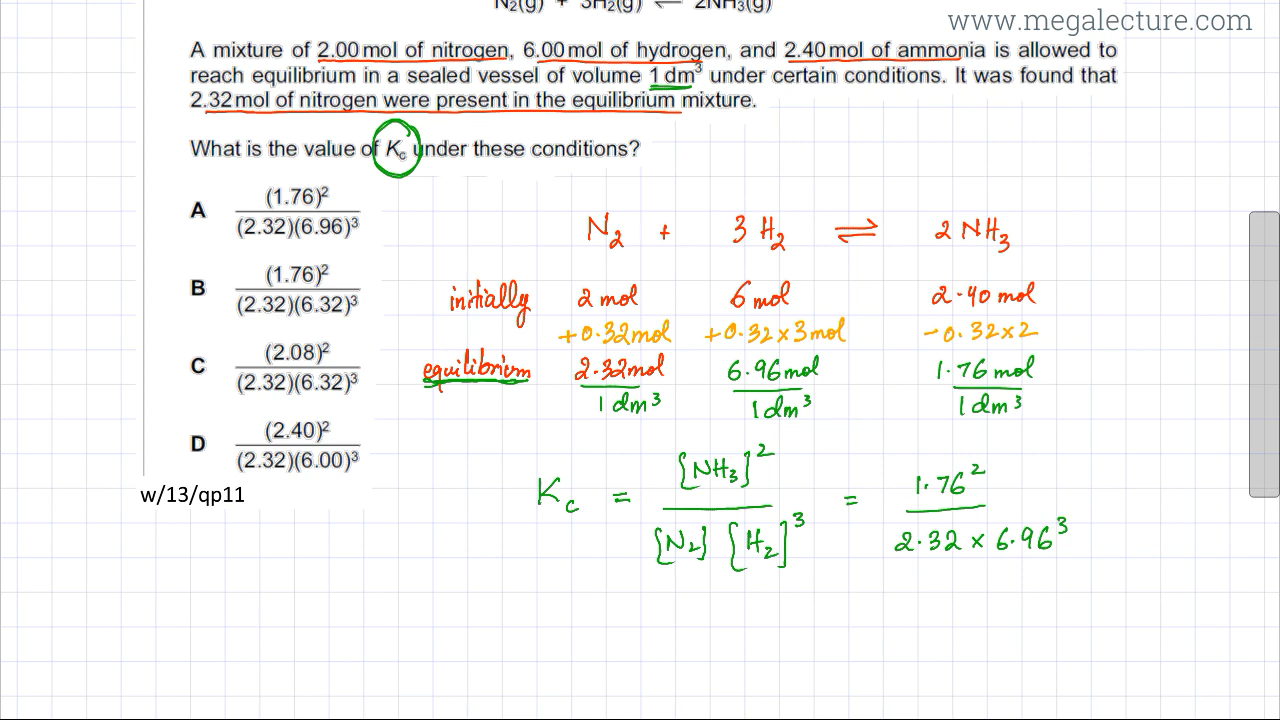 N₂(g) + 3H₂(g) ⇌ 2NH₃(g)
www.megalecture.com
A mixture of 2.00 mol of nitrogen, 6.00 mol of hydrogen, and 2.40 mol of ammonia is allowed to
reach equilibrium in a sealed vessel of volume 1 dm³ under certain conditions. It was found that
2.32 mol of nitrogen were present in the equilibrium mixture.
What is the value of Kc under these conditions?
A (1.76)² / (2.32)(6.96)³
B (1.76)² / (2.32)(6.32)³
C (2.08)² / (2.32)(6.32)³
D (2.40)² / (2.32)(6.00)³
w/13/qp11
N₂ + 3 H₂ ⇌ 2 NH₃
initially 2 mol 6 mol 2.40 mol
+0.32 mol +0.32 × 3 mol −0.32 × 2
equilibrium 2.32 mol 6.96 mol 1.76 mol
1 dm³ 1 dm³ 1 dm³
Kc = [NH₃]² / [N₂] [H₂]³ = 1.76² / 2.32 × 6.96³